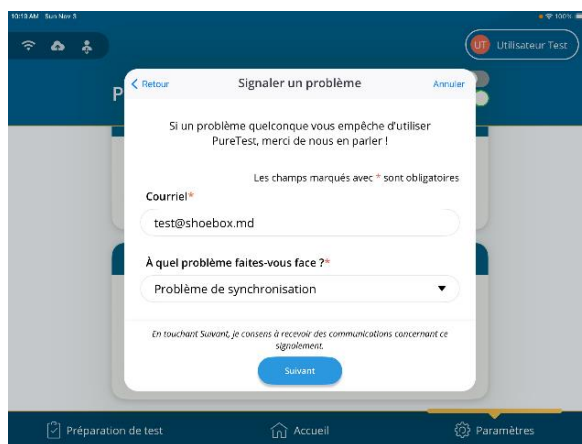 10:13 AM Sun Nov 3
100%
UT Utilisateur Test
P
Retour Signaler un problème Annuler
Si un problème quelconque vous empêche d'utiliser
PureTest, merci de nous en parler !
Les champs marqués avec * sont obligatoires
Courriel*
test@shoebox.md
À quel problème faites-vous face ?*
Problème de synchronisation
En touchant Suivant, je consens à recevoir des communications concernant ce
signalement.
Suivant
Préparation de test Accueil Paramètres